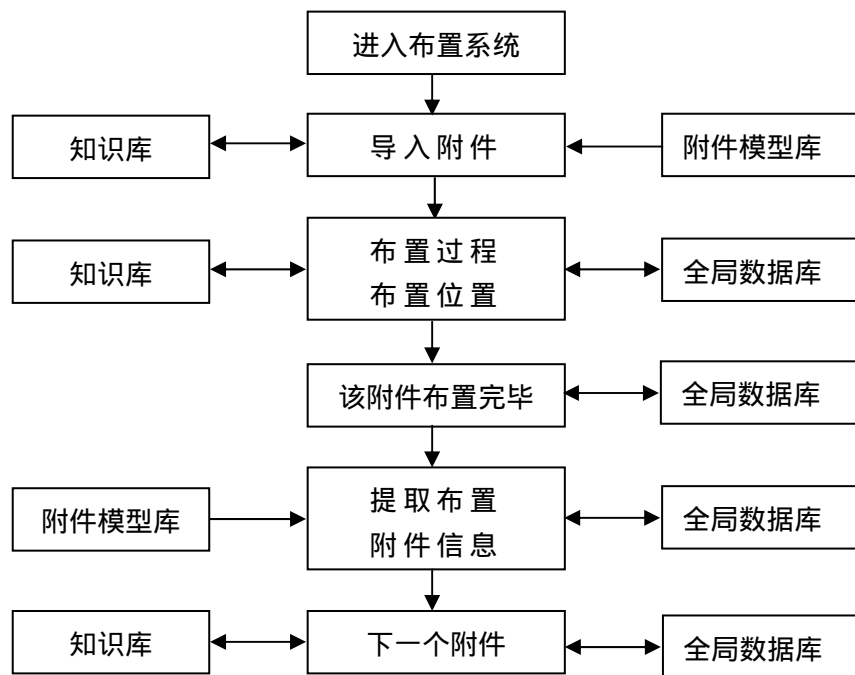 进入布置系统
知识库
导入附件
附件模型库
知识库
布置过程
布置位置
全局数据库
该附件布置完毕
全局数据库
附件模型库
提取布置
附件信息
全局数据库
知识库
下一个附件
全局数据库